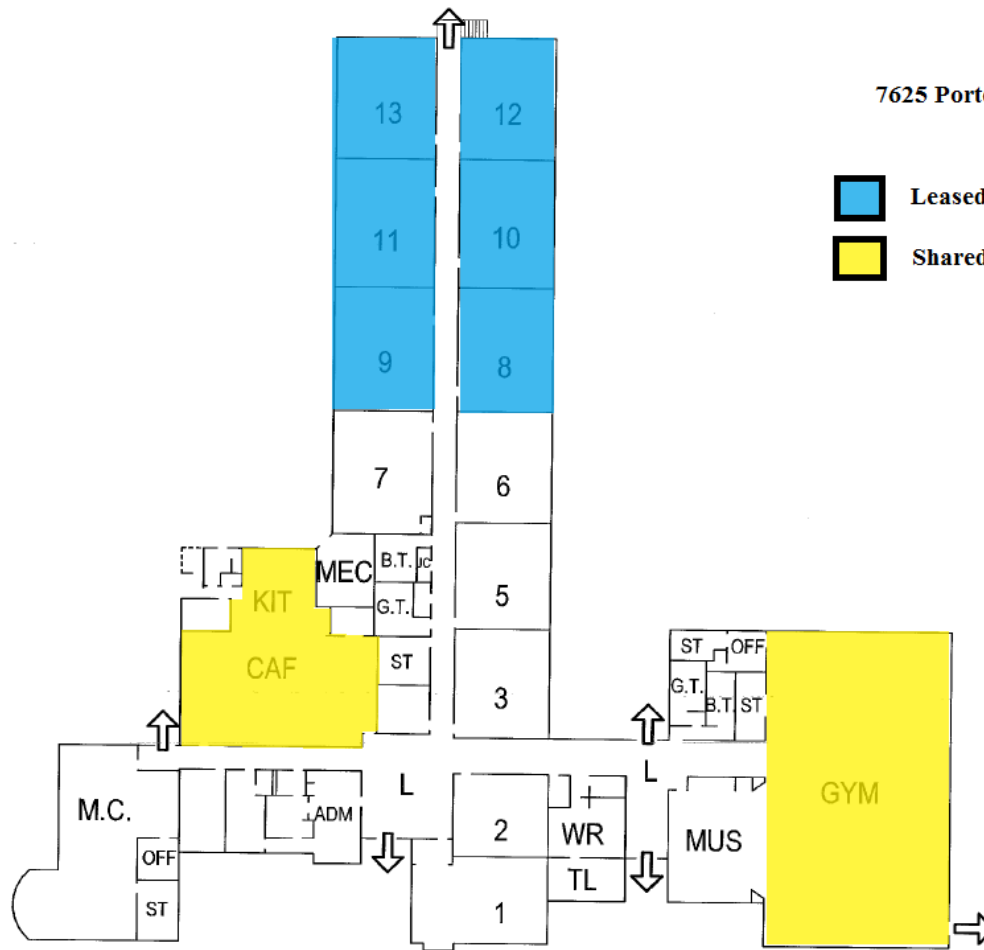 7625 Port
13 12
Leased
11 10
Shared
9 8
7 6
B.T. JC
MEC
KIT G.T. 5
CAF ST 3
ST OFF
G.T. B.T. ST
L L
M.C. ADM 2 WR MUS GYM
OFF TL
ST 1